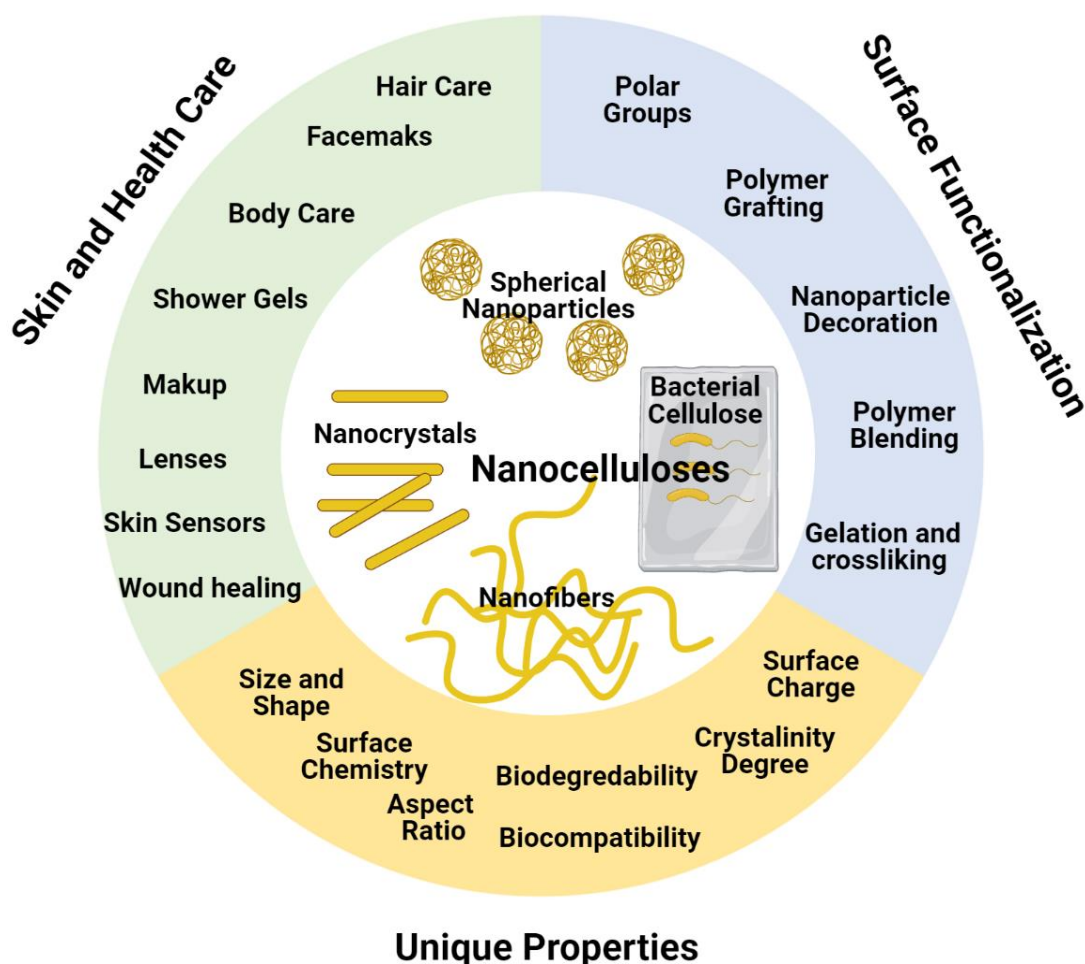 Skin and Health Care
Hair Care
Facemaks
Body Care
Shower Gels
Makup
Lenses
Skin Sensors
Wound healing
Surface Functionalization
Polar
Groups
Polymer
Grafting
Nanoparticle
Decoration
Polymer
Blending
Gelation and
crossliking
Spherical
Nanoparticles
Nanocrystals
Bacterial
Cellulose
Nanocelluloses
Nanofibers
Size and
Shape
Surface
Chemistry
Aspect
Ratio
Biodegredability
Biocompatibility
Crystalinity
Degree
Surface
Charge
Unique Properties